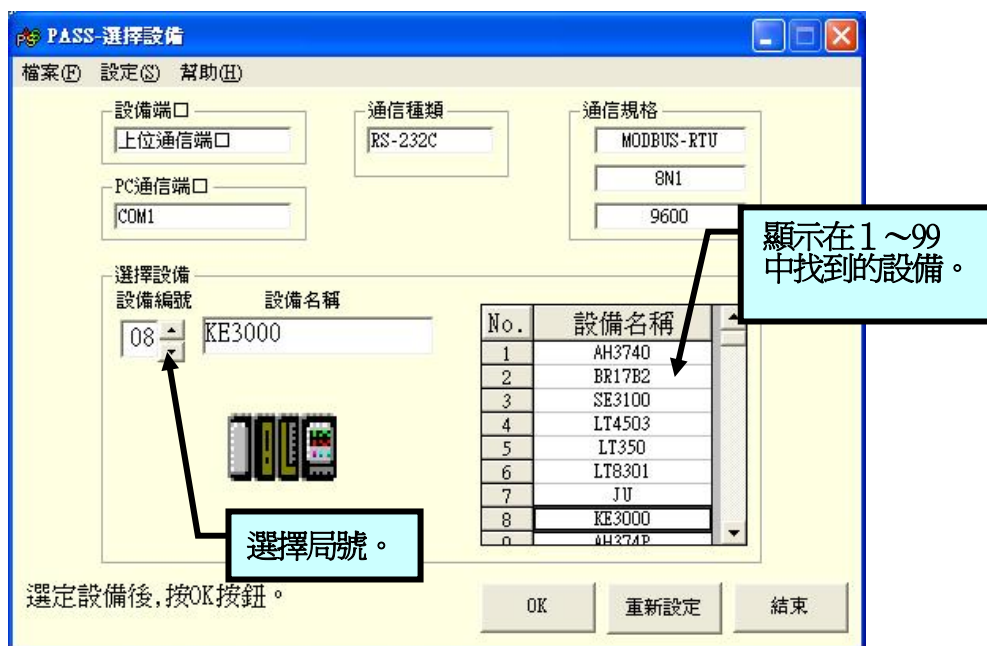 PASS-選擇設備
檔案(F) 設定(S) 幫助(H)
設備端口
上位通信端口
通信種類
RS-232C
通信規格
MODBUS-RTU
8N1
9600
PC通信端口
COM1
顯示在１～99
中找到的設備。
選擇設備
設備編號 設備名稱
08 KE3000
No. 設備名稱
1 AH3740
2 BR17B2
3 SE3100
4 LT4503
5 LT350
6 LT8301
7 JU
8 KE3000
9 AH374P
選擇局號。
選定設備後,按OK按鈕。
OK 重新設定 結束